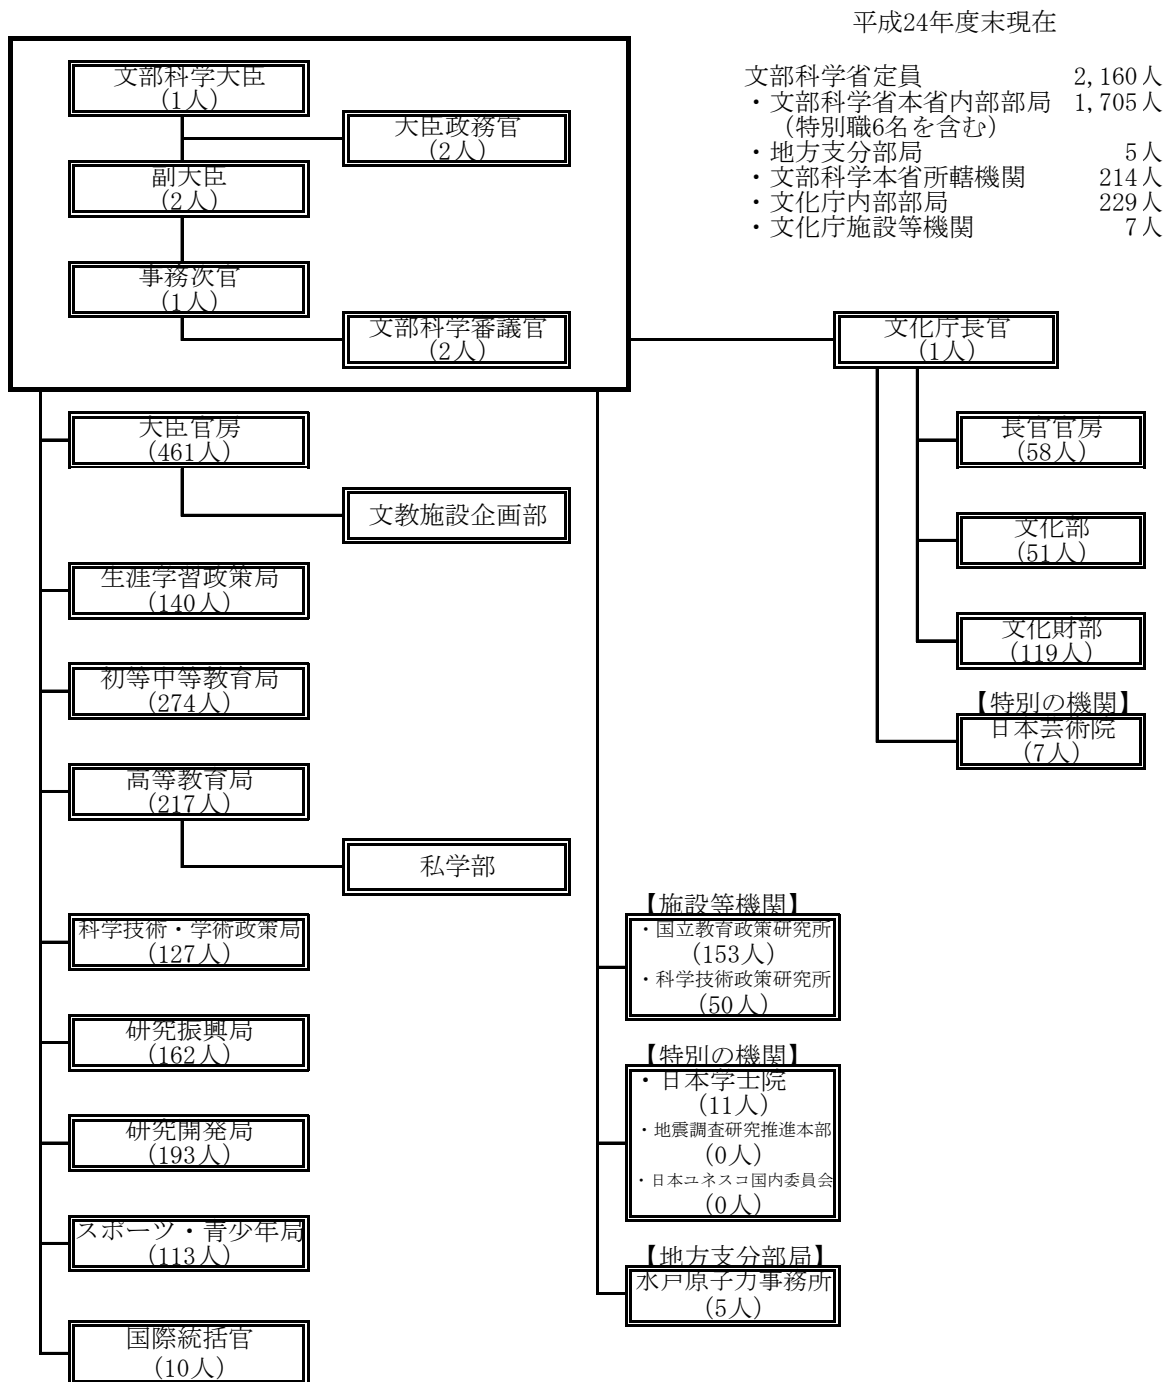 平成24年度末現在
文部科学省定員 2,160人
・文部科学省本省内部部局 1,705人
(特別職6名を含む)
・地方支分部局 5人
・文部科学本省所轄機関 214人
・文化庁内部部局 229人
・文化庁施設等機関 7人
文部科学大臣
(1人)
大臣政務官
(2人)
副大臣
(2人)
事務次官
(1人)
文部科学審議官
(2人)
文化庁長官
(1人)
大臣官房
(461人)
文教施設企画部
生涯学習政策局
(140人)
初等中等教育局
(274人)
高等教育局
(217人)
私学部
科学技術・学術政策局
(127人)
研究振興局
(162人)
研究開発局
(193人)
スポーツ・青少年局
(113人)
国際統括官
(10人)
【施設等機関】
・国立教育政策研究所
(153人)
・科学技術政策研究所
(50人)
【特別の機関】
・日本学士院
(11人)
・地震調査研究推進本部
(0人)
・日本ユネスコ国内委員会
(0人)
【地方支分部局】
水戸原子力事務所
(5人)
長官官房
(58人)
文化部
(51人)
文化財部
(119人)
【特別の機関】
日本芸術院
(7人)